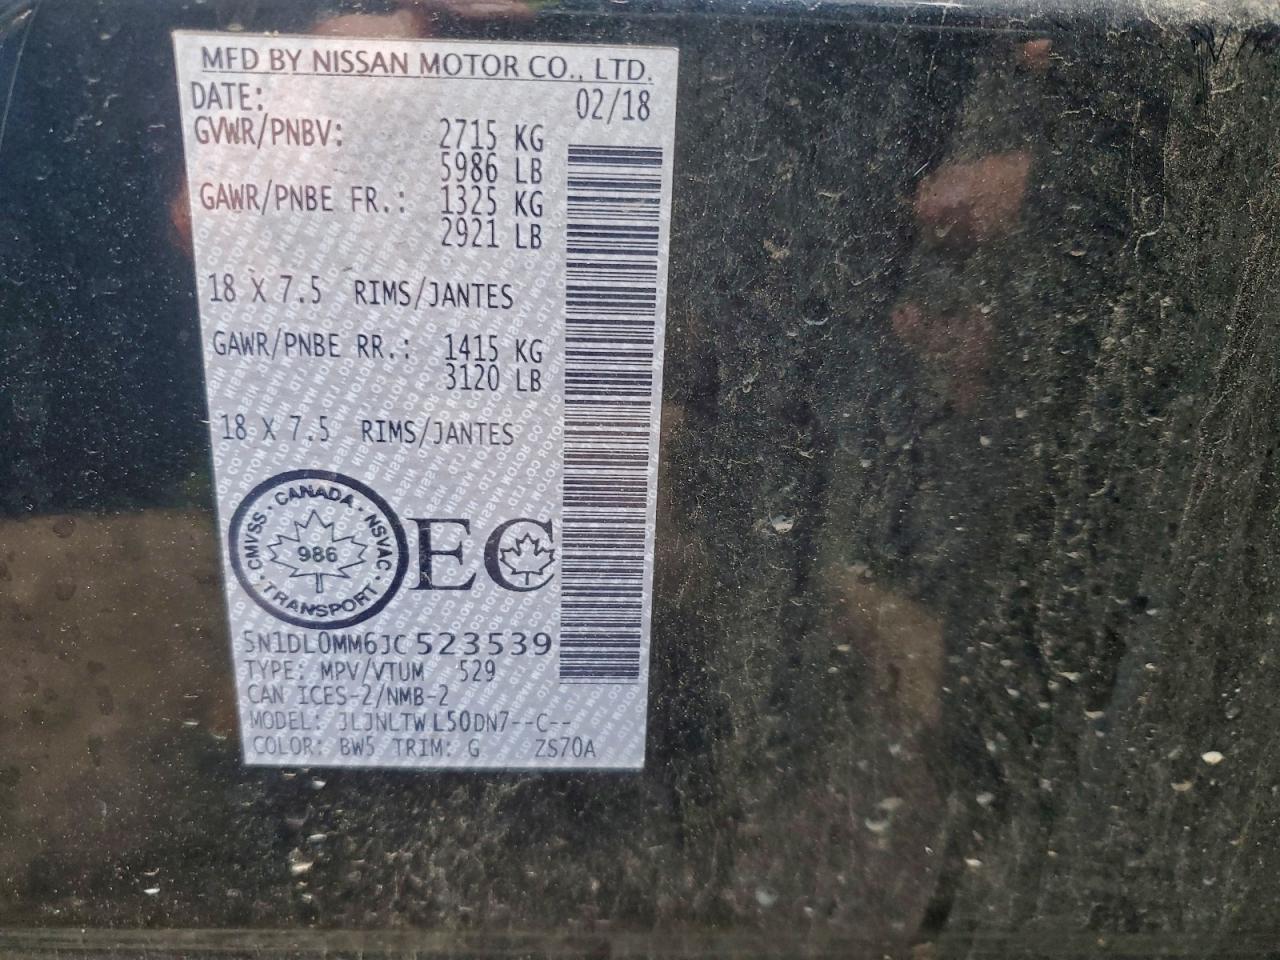 MFD BY NISSAN MOTOR CO., LTD.
DATE: 02/18
GVWR/PNBV: 2715 KG
5986 LB
GAWR/PNBE FR.: 1325 KG
2921 LB
18 X 7.5 RIMS/JANTES
GAWR/PNBE RR.: 1415 KG
3120 LB
18 X 7.5 RIMS/JANTES
CMVSS · CANADA · NSVAC · TRANSPORT ·
986
EC
5N1DL0MM6JC523539
TYPE: MPV/VTUM 529
CAN ICES-2/NMB-2
MODEL: JLJNLTWL50DN7--C--
COLOR: BW5 TRIM: G ZS70A